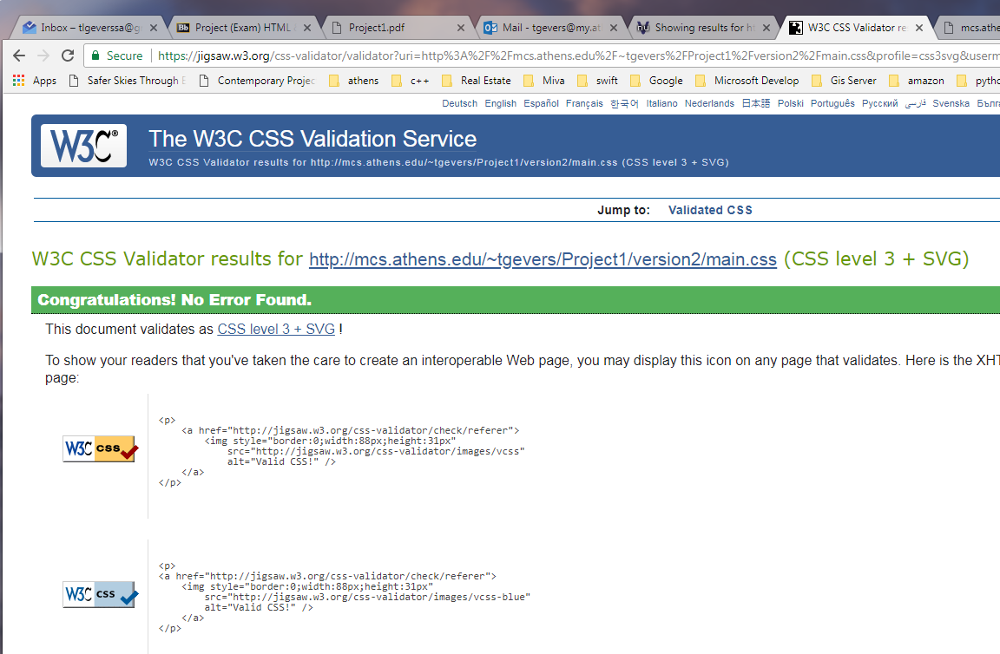 Inbox – tlgeverssa@g
Project (Exam) HTML
Project1.pdf
Mail - tgevers@my.at
Showing results for h
W3C CSS Validator re
mcs.athe
Secure
https://jigsaw.w3.org/css-validator/validator?uri=http%3A%2F%2Fmcs.athens.edu%2F~tgevers%2FProject1%2Fversion2%2Fmain.css&profile=css3svg&userm
Apps Safer Skies Through Contemporary Projec athens c++ Real Estate Miva swift Google Microsoft Develop Gis Server amazon pytho
Deutsch English Español Français 한국어 Italiano Nederlands 日本語 Polski Português Русский فارسی Svenska Бълга
W3C®
The W3C CSS Validation Service
W3C CSS Validator results for http://mcs.athens.edu/~tgevers/Project1/version2/main.css (CSS level 3 + SVG)
Jump to: Validated CSS
W3C CSS Validator results for http://mcs.athens.edu/~tgevers/Project1/version2/main.css (CSS level 3 + SVG)
Congratulations! No Error Found.
This document validates as CSS level 3 + SVG !
To show your readers that you've taken the care to create an interoperable Web page, you may display this icon on any page that validates. Here is the XHT
page:
W3C css
<p>
<a href="http://jigsaw.w3.org/css-validator/check/referer">
<img style="border:0;width:88px;height:31px"
src="http://jigsaw.w3.org/css-validator/images/vcss"
alt="Valid CSS!" />
</a>
</p>
W3C css
<p>
<a href="http://jigsaw.w3.org/css-validator/check/referer">
<img style="border:0;width:88px;height:31px"
src="http://jigsaw.w3.org/css-validator/images/vcss-blue"
alt="Valid CSS!" />
</a>
</p>